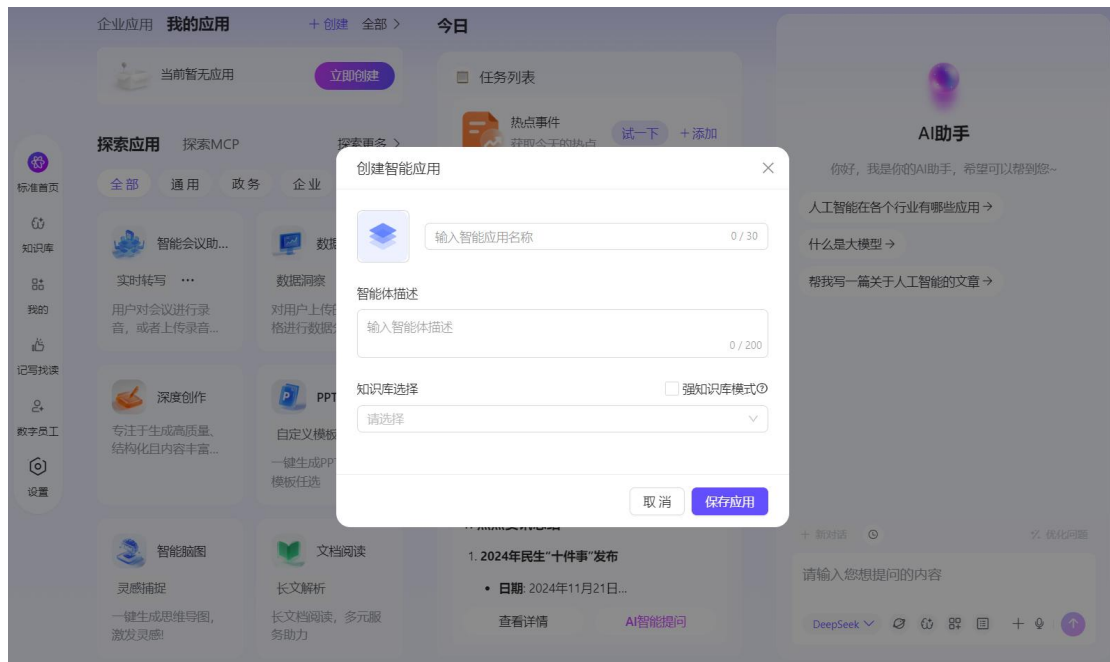 企业应用 我的应用 + 创建 全部 >
当前暂无应用 立即创建
探索应用 探索MCP 探索更多 >
全部 通用 政务 企业
标准首页
知识库
我的
记写找读
数字员工
设置
智能会议助...
实时转写 ...
用户对会议进行录
音，或者上传录音...
数据洞察
对用户上传的
深度创作
专注于生成高质量、
结构化且内容丰富...
PPT
自定义模板
一键生成PP
模板任选
智能脑图
灵感捕捉
一键生成思维导图，
激发灵感!
文档阅读
长文解析
长文档阅读，多元服
务助力
今日
任务列表
热点事件
获取今天的热点
试一下 +添加
创建智能应用
输入智能应用名称 0 / 30
智能体描述
输入智能体描述
0 / 200
知识库选择 强知识库模式
请选择
取 消 保存应用
1. 2024年民生“十件事”发布
• 日期: 2024年11月21日...
查看详情 AI智能提问
AI助手
你好，我是你的AI助手，希望可以帮到您~
人工智能在各个行业有哪些应用→
什么是大模型→
帮我写一篇关于人工智能的文章→
+ 新对话 优化问题
请输入您想提问的内容
DeepSeek